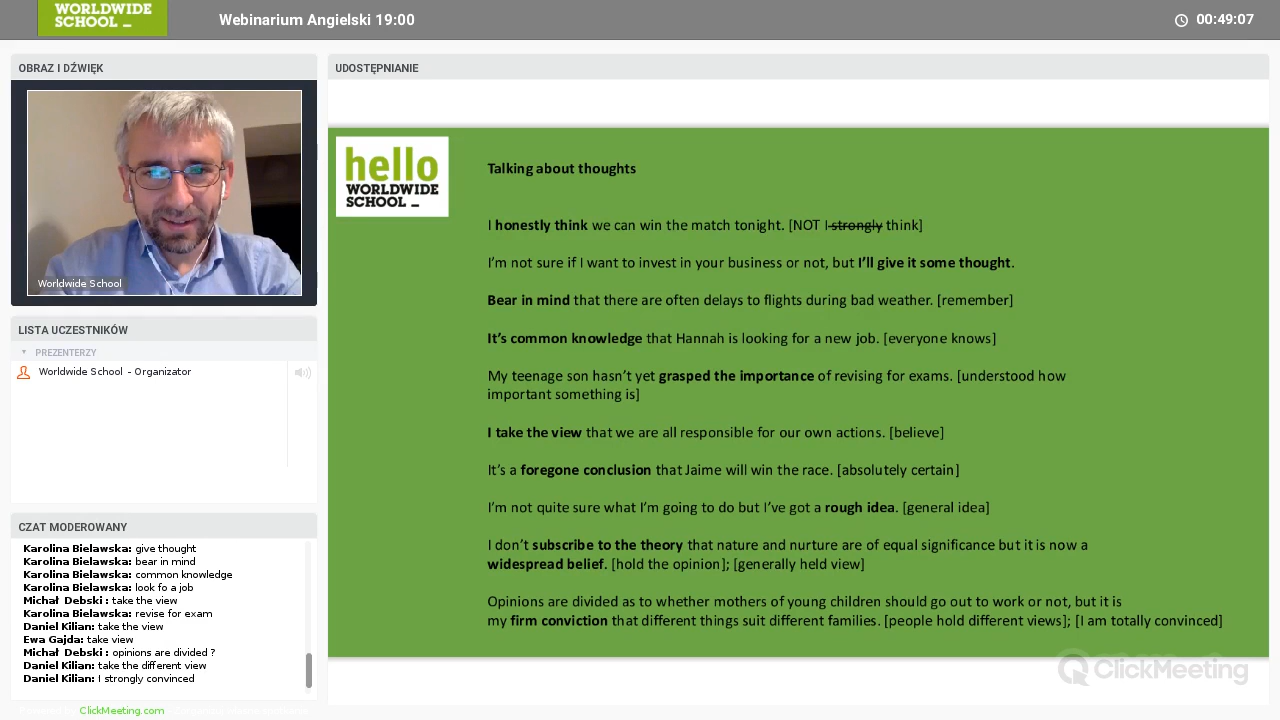 WORLDWIDE
SCHOOL _
Webinarium Angielski 19:00
00:49:07
OBRAZ I DŹWIĘK
Worldwide School
LISTA UCZESTNIKÓW
PREZENTERZY
Worldwide School - Organizator
CZAT MODEROWANY
Karolina Bielawska: give thought
Karolina Bielawska: bear in mind
Karolina Bielawska: common knowledge
Karolina Bielawska: look fo a job
Michał Debski : take the view
Karolina Bielawska: revise for exam
Daniel Kilian: take the view
Ewa Gajda: take view
Michał Debski : opinions are divided ?
Daniel Kilian: take the different view
Daniel Kilian: I strongly convinced
ClickMeeting.com
UDOSTĘPNIANIE
hello
WORLDWIDE
SCHOOL _
Talking about thoughts
I honestly think we can win the match tonight. [NOT I strongly think]
I'm not sure if I want to invest in your business or not, but I'll give it some thought.
Bear in mind that there are often delays to flights during bad weather. [remember]
It's common knowledge that Hannah is looking for a new job. [everyone knows]
My teenage son hasn't yet grasped the importance of revising for exams. [understood how
important something is]
I take the view that we are all responsible for our own actions. [believe]
It's a foregone conclusion that Jaime will win the race. [absolutely certain]
I'm not quite sure what I'm going to do but I've got a rough idea. [general idea]
I don't subscribe to the theory that nature and nurture are of equal significance but it is now a
widespread belief. [hold the opinion]; [generally held view]
Opinions are divided as to whether mothers of young children should go out to work or not, but it is
my firm conviction that different things suit different families. [people hold different views]; [I am totally convinced]
ClickMeeting